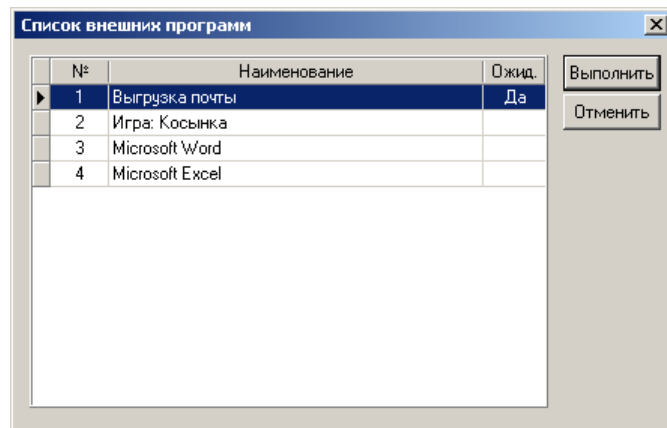 Список внешних программ
№ Наименование Ожид.
1 Выгрузка почты Да
2 Игра: Косынка
3 Microsoft Word
4 Microsoft Excel
Выполнить
Отменить